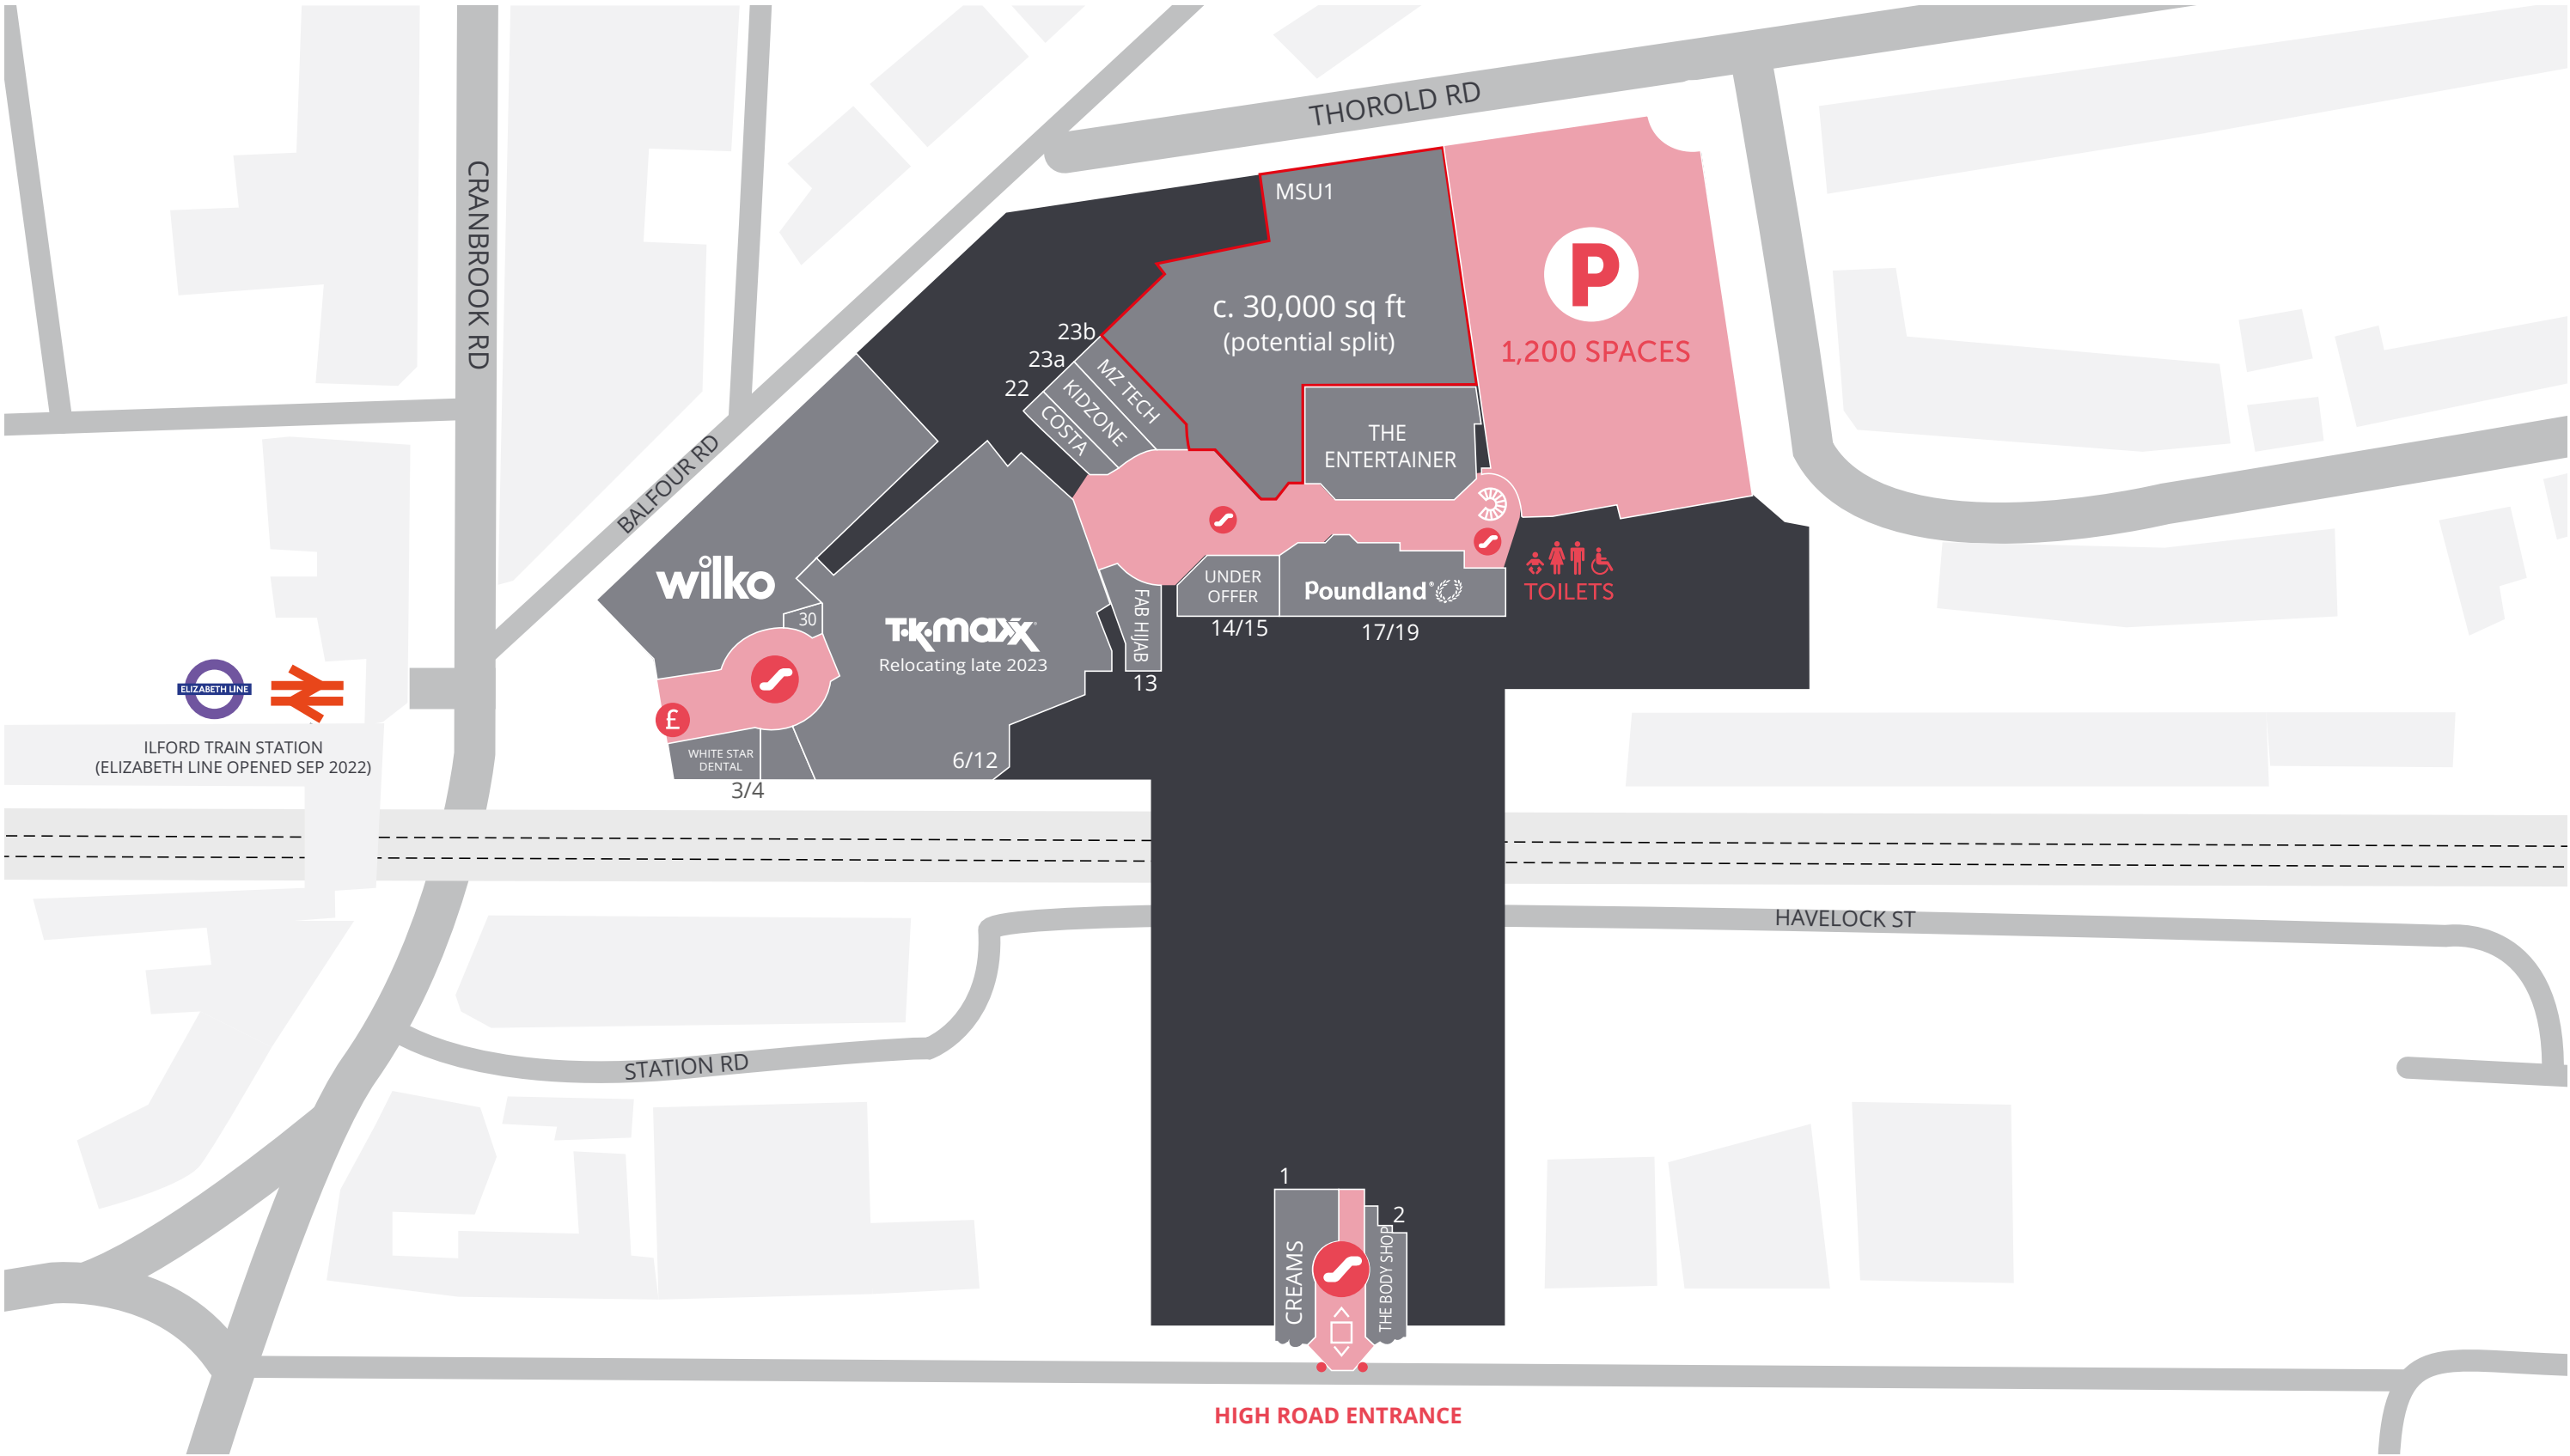 THOROLD RD
CRANBROOK RD
MSU1
P
1,200 SPACES
c. 30,000 sq ft
(potential split)
23b
23a
22
MZ TECH
KIDZONE
COSTA
THE
ENTERTAINER
BALFOUR RD
wilko
30
TK·maxx
Relocating late 2023
FAB HIJAB
13
UNDER
OFFER
14/15
Poundland®
17/19
TOILETS
ELIZABETH LINE
ILFORD TRAIN STATION
(ELIZABETH LINE OPENED SEP 2022)
£
WHITE STAR
DENTAL
3/4
6/12
HAVELOCK ST
STATION RD
1
CREAMS
2
THE BODY SHOP
HIGH ROAD ENTRANCE